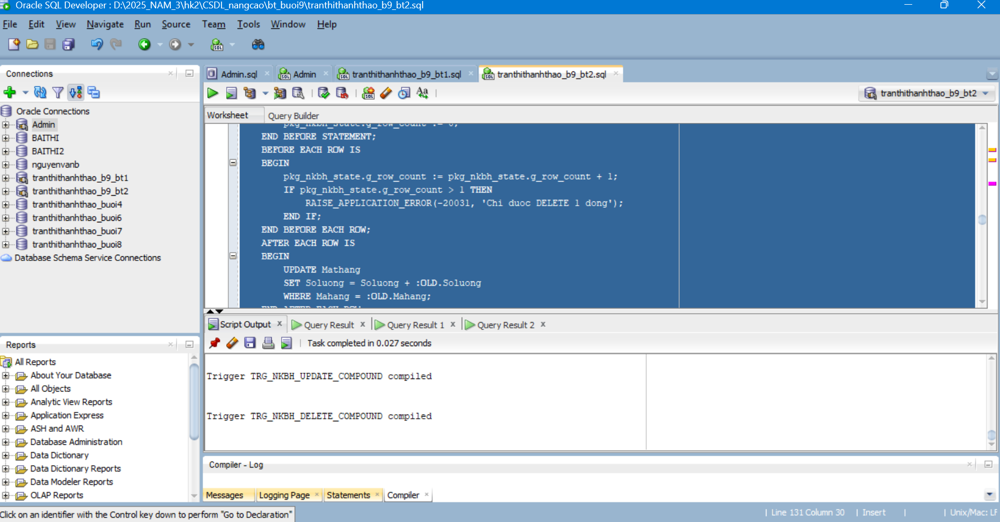 Oracle SQL Developer : D:\2025_NAM_3\hk2\CSDL_nangcao\bt_buoi9\tranthithanhthao_b9_bt2.sql
File Edit View Navigate Run Source Team Tools Window Help
Connections
Oracle Connections
Admin
BAITHI
BAITHI2
nguyenvanb
tranthithanhthao_b9_bt1
tranthithanhthao_b9_bt2
tranthithanhthao_buoi4
tranthithanhthao_buoi6
tranthithanhthao_buoi7
tranthithanhthao_buoi8
Database Schema Service Connections
Reports
All Reports
About Your Database
All Objects
Analytic View Reports
Application Express
ASH and AWR
Database Administration
Data Dictionary
Data Dictionary Reports
Data Modeler Reports
OLAP Reports
Admin.sql Admin tranthithanhthao_b9_bt1.sql tranthithanhthao_b9_bt2.sql
tranthithanhthao_b9_bt2
Worksheet Query Builder
pkg_nkbh_state.g_row_count := 0;
END BEFORE STATEMENT;
BEFORE EACH ROW IS
BEGIN
pkg_nkbh_state.g_row_count := pkg_nkbh_state.g_row_count + 1;
IF pkg_nkbh_state.g_row_count > 1 THEN
RAISE_APPLICATION_ERROR(-20031, 'Chi duoc DELETE 1 dong');
END IF;
END BEFORE EACH ROW;
AFTER EACH ROW IS
BEGIN
UPDATE Mathang
SET Soluong = Soluong + :OLD.Soluong
WHERE Mahang = :OLD.Mahang;
END AFTER EACH ROW;
Script Output Query Result Query Result 1 Query Result 2
Task completed in 0.027 seconds
Trigger TRG_NKBH_UPDATE_COMPOUND compiled
Trigger TRG_NKBH_DELETE_COMPOUND compiled
Compiler - Log
Messages Logging Page Statements Compiler
Click on an identifier with the Control key down to perform "Go to Declaration"
Line 131 Column 30 Insert Unix/Mac: LF